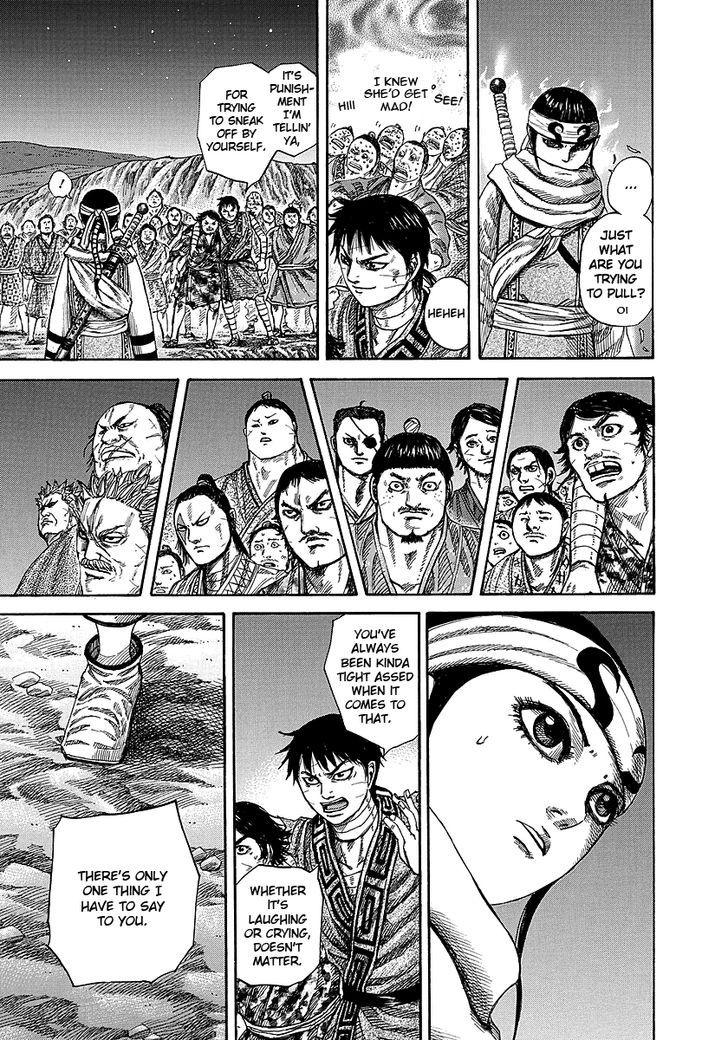 ...
JUST
WHAT
ARE YOU
TRYING
TO PULL?
OI
SEE!
I KNEW
SHE'D GET
MAD!
HIII
HEHEH
IT'S
PUNISH-
MENT
I'M
TELLIN'
YA,
FOR
TRYING
TO SNEAK
OFF BY
YOURSELF.
!
YOU'VE
ALWAYS
BEEN KINDA
TIGHT ASSED
WHEN IT
COMES TO
THAT.
WHETHER
IT'S
LAUGHING
OR CRYING,
DOESN'T
MATTER.
THERE'S ONLY
ONE THING I
HAVE TO SAY
TO YOU.